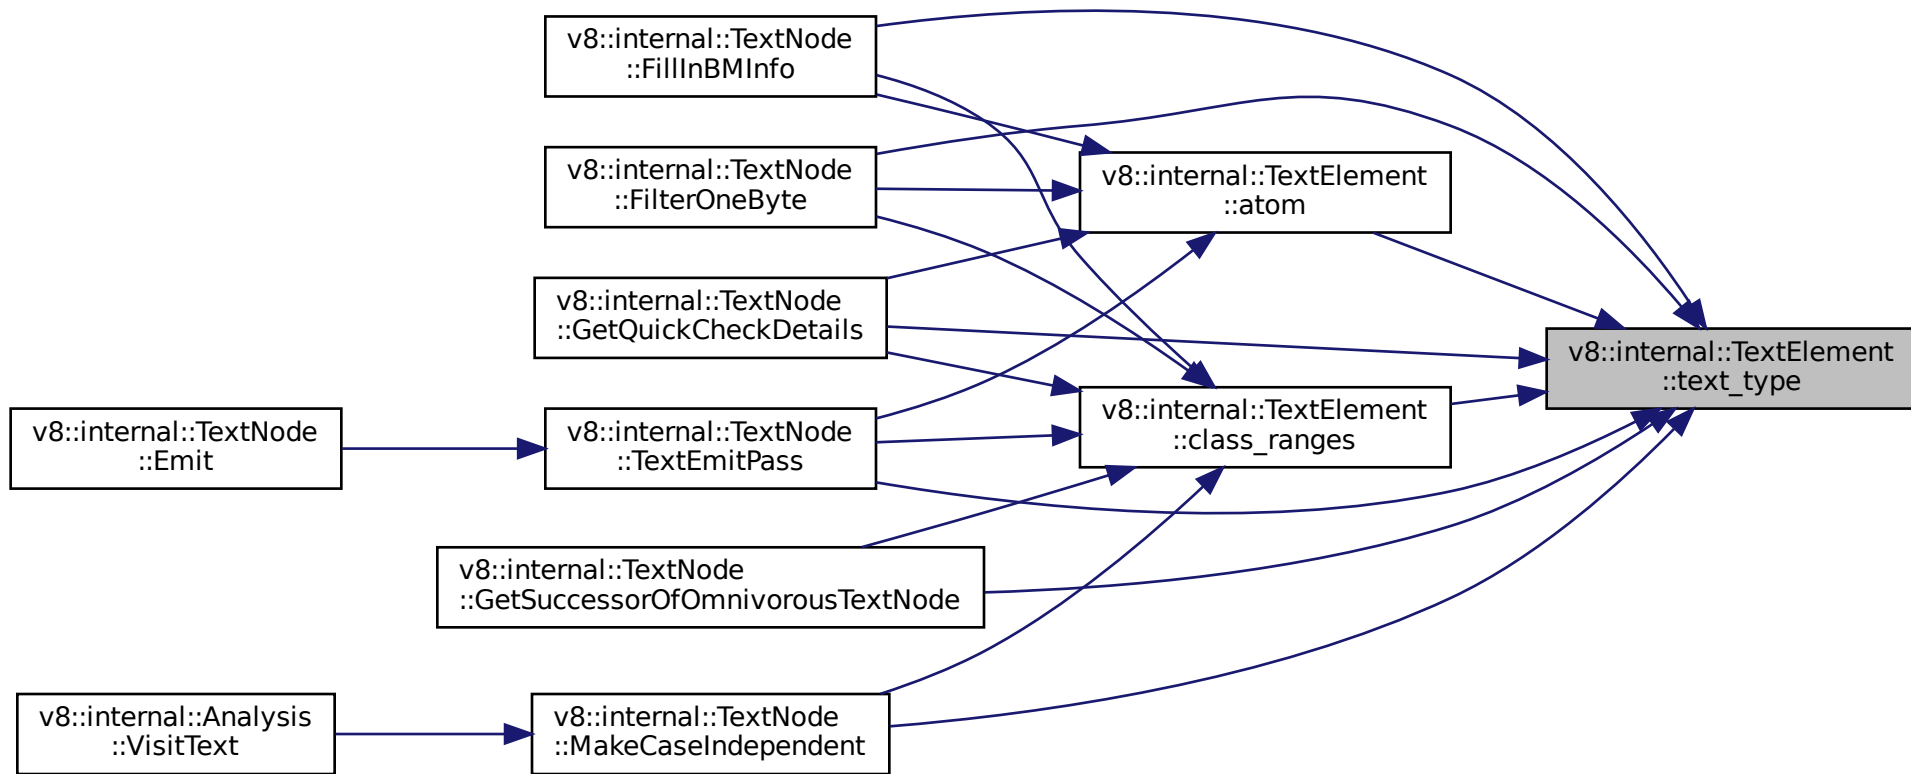 v8::internal::TextNode
::FillInBMInfo
v8::internal::TextNode
::FilterOneByte
v8::internal::TextElement
::atom
v8::internal::TextNode
::GetQuickCheckDetails
v8::internal::TextElement
::text_type
v8::internal::TextElement
::class_ranges
v8::internal::TextNode
::Emit
v8::internal::TextNode
::TextEmitPass
v8::internal::TextNode
::GetSuccessorOfOmnivorousTextNode
v8::internal::Analysis
::VisitText
v8::internal::TextNode
::MakeCaseIndependent